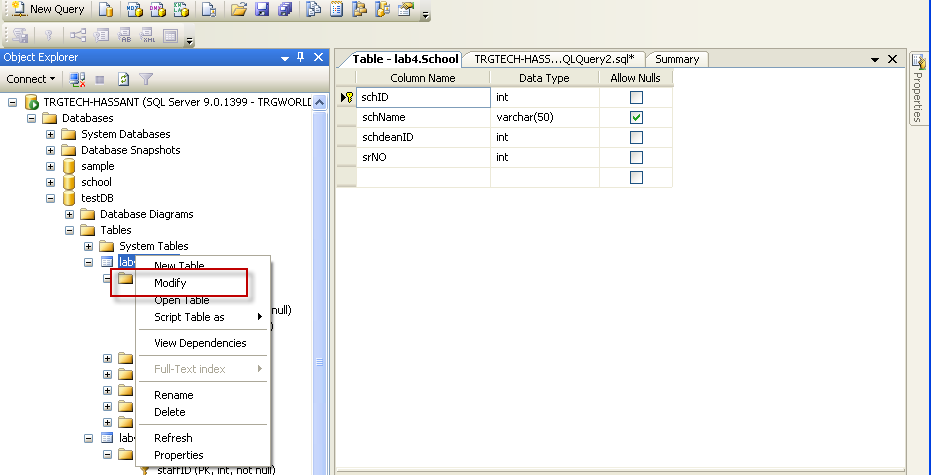 New Query
Object Explorer
Connect
TRGTECH-HASSANT (SQL Server 9.0.1399 - TRGWORLD
Databases
System Databases
Database Snapshots
sample
school
testDB
Database Diagrams
Tables
System Tables
lab
New Table...
Modify
Open Table
Script Table as
null)
)
View Dependencies
Full-Text index
Rename
Delete
Refresh
Properties
lab
staffID (PK, int, not null)
Table - lab4.School
TRGTECH-HASS...QLQuery2.sql*
Summary
Column Name Data Type Allow Nulls
schID int
schName varchar(50)
schdeanID int
srNO int
Properties